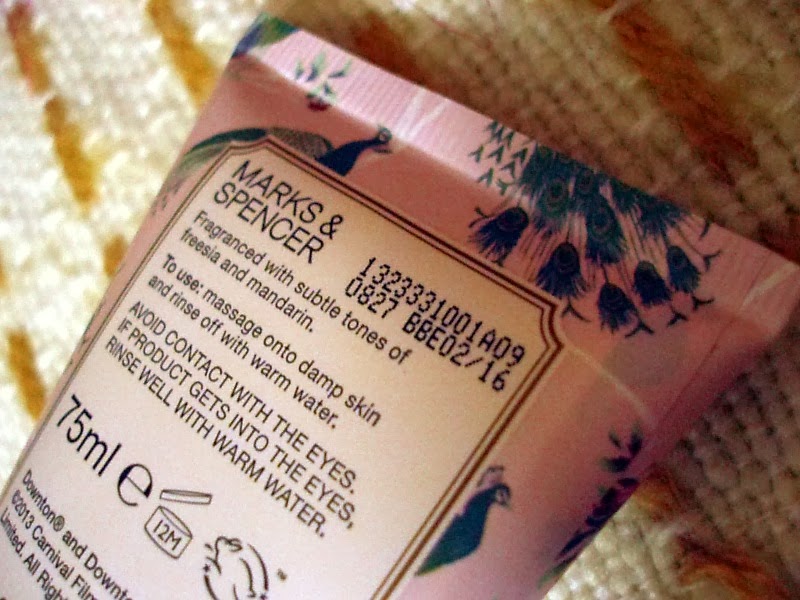 MARKS &
SPENCER
Fragranced with subtle tones of
freesia and mandarin.
1323331001A09
0827 BBE02/16
To use: massage onto damp skin
and rinse off with warm water.
AVOID CONTACT WITH THE EYES.
IF PRODUCT GETS INTO THE EYES,
RINSE WELL WITH WARM WATER.
75ml e
12M
Downton® and Downton
©2013 Carnival Film
Limited. All Righ